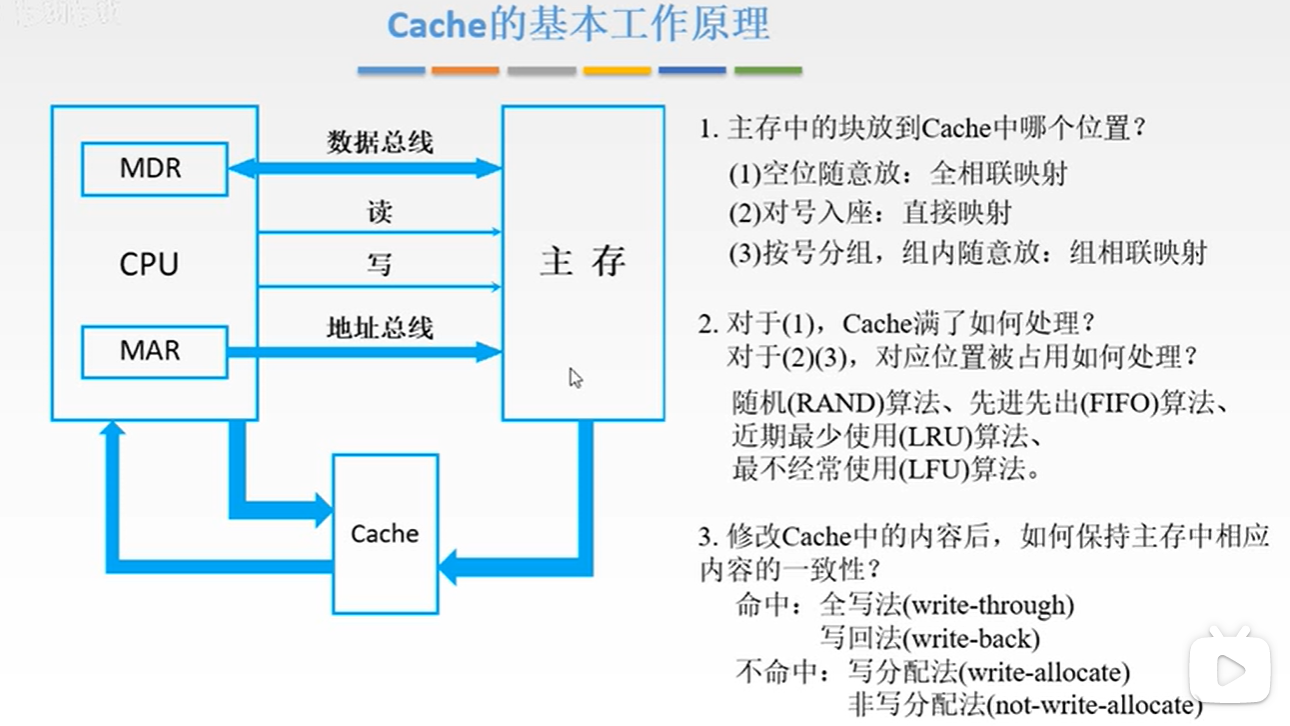 Cache的基本工作原理
MDR
CPU
MAR
数据总线
读
写
地址总线
主 存
Cache
1. 主存中的块放到Cache中哪个位置？
(1)空位随意放：全相联映射
(2)对号入座：直接映射
(3)按号分组，组内随意放：组相联映射
2. 对于(1)，Cache满了如何处理？
对于(2)(3)，对应位置被占用如何处理？
随机(RAND)算法、先进先出(FIFO)算法、
近期最少使用(LRU)算法、
最不经常使用(LFU)算法。
3. 修改Cache中的内容后，如何保持主存中相应
内容的一致性？
命中：全写法(write-through)
写回法(write-back)
不命中：写分配法(write-allocate)
非写分配法(not-write-allocate)